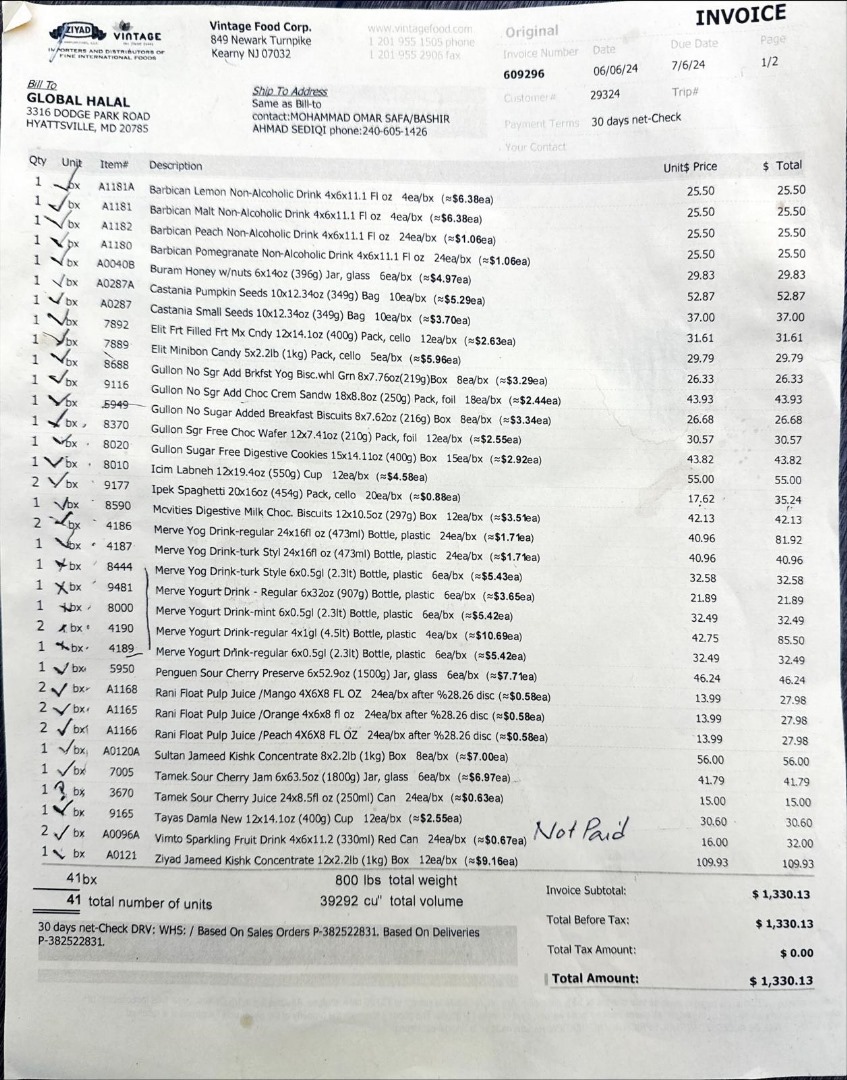 ZIYAD VINTAGE
IMPORTERS AND DISTRIBUTORS OF
FINE INTERNATIONAL FOODS
Vintage Food Corp.
849 Newark Turnpike
Kearny NJ 07032
www.vintagefood.com
1 201 955 1505 phone
1 201 955 2906 fax
INVOICE
Original
Invoice Number Date Due Date Page
609296 06/06/24 7/6/24 1/2
Customer# 29324 Trip#
Payment Terms 30 days net-Check
Your Contact
Bill To
GLOBAL HALAL
3316 DODGE PARK ROAD
HYATTSVILLE, MD 20785
Ship To Address
Same as Bill-to
contact:MOHAMMAD OMAR SAFA/BASHIR
AHMAD SEDIQI phone:240-605-1426
Qty Unit Item# Description Unit$ Price $ Total
1 bx A1181A Barbican Lemon Non-Alcoholic Drink 4x6x11.1 Fl oz 4ea/bx (≈$6.38ea) 25.50 25.50
1 bx A1181 Barbican Malt Non-Alcoholic Drink 4x6x11.1 Fl oz 4ea/bx (≈$6.38ea) 25.50 25.50
1 bx A1182 Barbican Peach Non-Alcoholic Drink 4x6x11.1 Fl oz 24ea/bx (≈$1.06ea) 25.50 25.50
1 bx A1180 Barbican Pomegranate Non-Alcoholic Drink 4x6x11.1 Fl oz 24ea/bx (≈$1.06ea) 25.50 25.50
1 bx A0040B Buram Honey w/nuts 6x14oz (396g) Jar, glass 6ea/bx (≈$4.97ea) 29.83 29.83
1 bx A0287A Castania Pumpkin Seeds 10x12.34oz (349g) Bag 10ea/bx (≈$5.29ea) 52.87 52.87
1 bx A0287 Castania Small Seeds 10x12.34oz (349g) Bag 10ea/bx (≈$3.70ea) 37.00 37.00
1 bx 7892 Elit Frt Filled Frt Mx Cndy 12x14.1oz (400g) Pack, cello 12ea/bx (≈$2.63ea) 31.61 31.61
1 bx 7889 Elit Minibon Candy 5x2.2lb (1kg) Pack, cello 5ea/bx (≈$5.96ea) 29.79 29.79
1 bx 8688 Gullon No Sgr Add Brkfst Yog Bisc.whl Grn 8x7.76oz(219g)Box 8ea/bx (≈$3.29ea) 26.33 26.33
1 bx 9116 Gullon No Sgr Add Choc Crem Sandw 18x8.8oz (250g) Pack, foil 18ea/bx (≈$2.44ea) 43.93 43.93
1 bx 5949 Gullon No Sugar Added Breakfast Biscuits 8x7.62oz (216g) Box 8ea/bx (≈$3.34ea) 26.68 26.68
1 bx 8370 Gullon Sgr Free Choc Wafer 12x7.41oz (210g) Pack, foil 12ea/bx (≈$2.55ea) 30.57 30.57
1 bx 8020 Gullon Sugar Free Digestive Cookies 15x14.11oz (400g) Box 15ea/bx (≈$2.92ea) 43.82 43.82
1 bx 8010 Icim Labneh 12x19.4oz (550g) Cup 12ea/bx (≈$4.58ea) 55.00 55.00
2 bx 9177 Ipek Spaghetti 20x16oz (454g) Pack, cello 20ea/bx (≈$0.88ea) 17.62 35.24
1 bx 8590 Mcvities Digestive Milk Choc. Biscuits 12x10.5oz (297g) Box 12ea/bx (≈$3.51ea) 42.13 42.13
2 bx 4186 Merve Yog Drink-regular 24x16fl oz (473ml) Bottle, plastic 24ea/bx (≈$1.71ea) 40.96 81.92
1 bx 4187 Merve Yog Drink-turk Styl 24x16fl oz (473ml) Bottle, plastic 24ea/bx (≈$1.71ea) 40.96 40.96
1 bx 8444 Merve Yog Drink-turk Style 6x0.5gl (2.3lt) Bottle, plastic 6ea/bx (≈$5.43ea) 32.58 32.58
1 bx 9481 Merve Yogurt Drink - Regular 6x32oz (907g) Bottle, plastic 6ea/bx (≈$3.65ea) 21.89 21.89
1 bx 8000 Merve Yogurt Drink-mint 6x0.5gl (2.3lt) Bottle, plastic 6ea/bx (≈$5.42ea) 32.49 32.49
2 bx 4190 Merve Yogurt Drink-regular 4x1gl (4.5lt) Bottle, plastic 4ea/bx (≈$10.69ea) 42.75 85.50
1 bx 4189 Merve Yogurt Drink-regular 6x0.5gl (2.3lt) Bottle, plastic 6ea/bx (≈$5.42ea) 32.49 32.49
1 bx 5950 Penguen Sour Cherry Preserve 6x52.9oz (1500g) Jar, glass 6ea/bx (≈$7.71ea) 46.24 46.24
2 bx A1168 Rani Float Pulp Juice /Mango 4X6X8 FL OZ 24ea/bx after %28.26 disc (≈$0.58ea) 13.99 27.98
2 bx A1165 Rani Float Pulp Juice /Orange 4x6x8 fl oz 24ea/bx after %28.26 disc (≈$0.58ea) 13.99 27.98
2 bx A1166 Rani Float Pulp Juice /Peach 4X6X8 FL OZ 24ea/bx after %28.26 disc (≈$0.58ea) 13.99 27.98
1 bx A0120A Sultan Jameed Kishk Concentrate 8x2.2lb (1kg) Box 8ea/bx (≈$7.00ea) 56.00 56.00
1 bx 7005 Tamek Sour Cherry Jam 6x63.5oz (1800g) Jar, glass 6ea/bx (≈$6.97ea) 41.79 41.79
1 ? bx 3670 Tamek Sour Cherry Juice 24x8.5fl oz (250ml) Can 24ea/bx (≈$0.63ea) 15.00 15.00
1 bx 9165 Tayas Damla New 12x14.1oz (400g) Cup 12ea/bx (≈$2.55ea) 30.60 30.60
Not Paid
2 bx A0096A Vimto Sparkling Fruit Drink 4x6x11.2 (330ml) Red Can 24ea/bx (≈$0.67ea) 16.00 32.00
1 bx A0121 Ziyad Jameed Kishk Concentrate 12x2.2lb (1kg) Box 12ea/bx (≈$9.16ea) 109.93 109.93
41bx 800 lbs total weight
41 total number of units 39292 cu" total volume
Invoice Subtotal: $ 1,330.13
Total Before Tax: $ 1,330.13
Total Tax Amount: $ 0.00
Total Amount: $ 1,330.13
30 days net-Check DRV: WHS: / Based On Sales Orders P-382522831. Based On Deliveries
P-382522831.